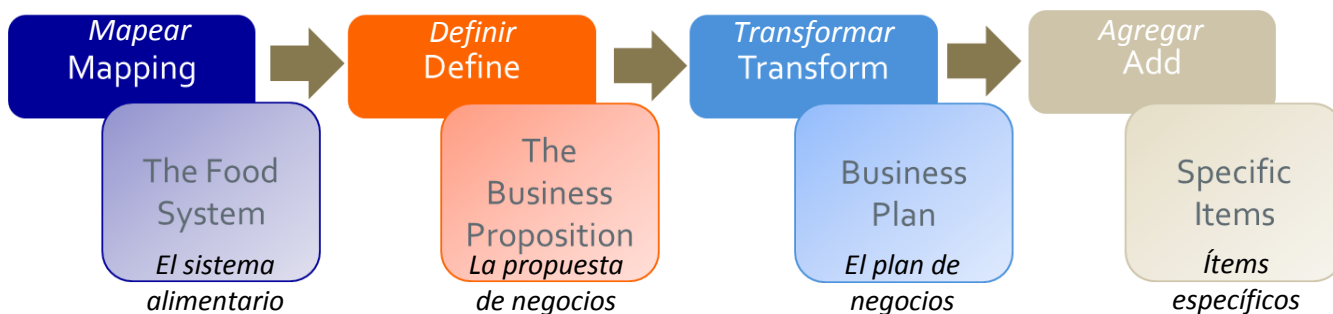 Mapear
Mapping
The Food
System
El sistema
alimentario
Definir
Define
The
Business
Proposition
La propuesta
de negocios
Transformar
Transform
Business
Plan
El plan de
negocios
Agregar
Add
Specific
Items
Ítems
específicos